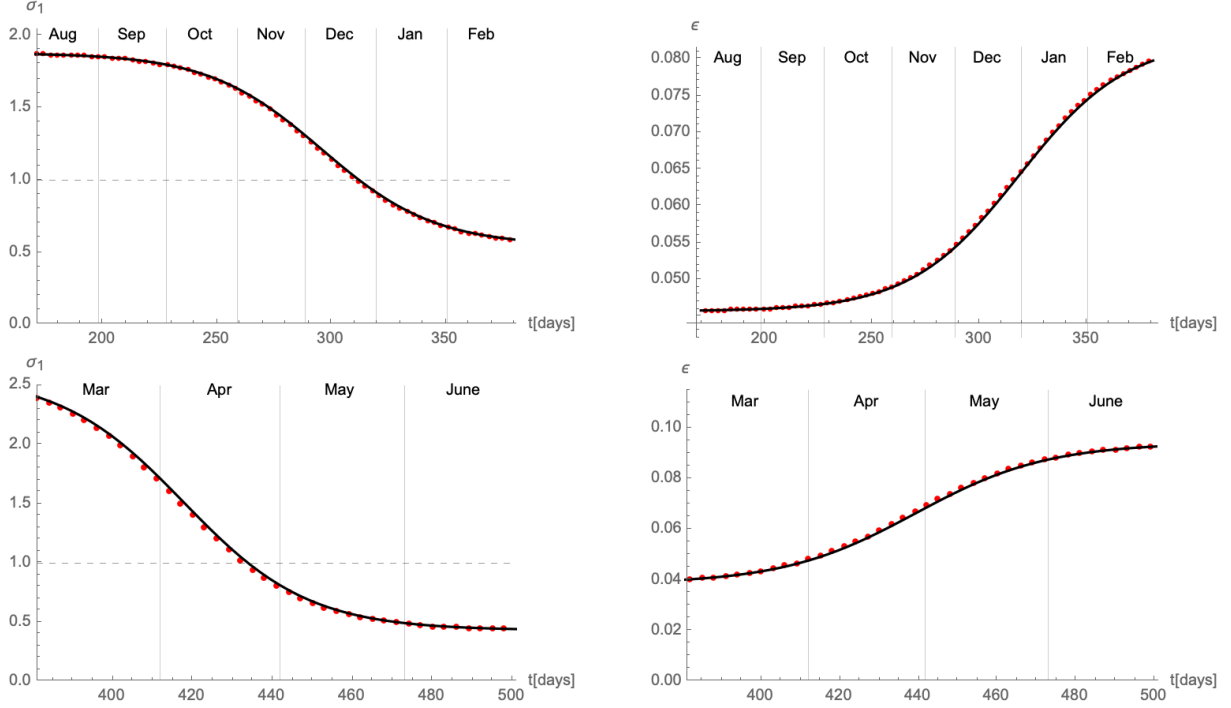 σ1
Aug Sep Oct Nov Dec Jan Feb
2.0
1.5
1.0
0.5
0.0
200 250 300 350 t[days]
ϵ
Aug Sep Oct Nov Dec Jan Feb
0.080
0.075
0.070
0.065
0.060
0.055
0.050
200 250 300 350 t[days]
σ1
Mar Apr May June
2.5
2.0
1.5
1.0
0.5
0.0
400 420 440 460 480 500 t[days]
ϵ
Mar Apr May June
0.10
0.08
0.06
0.04
0.02
0.00
400 420 440 460 480 500 t[days]